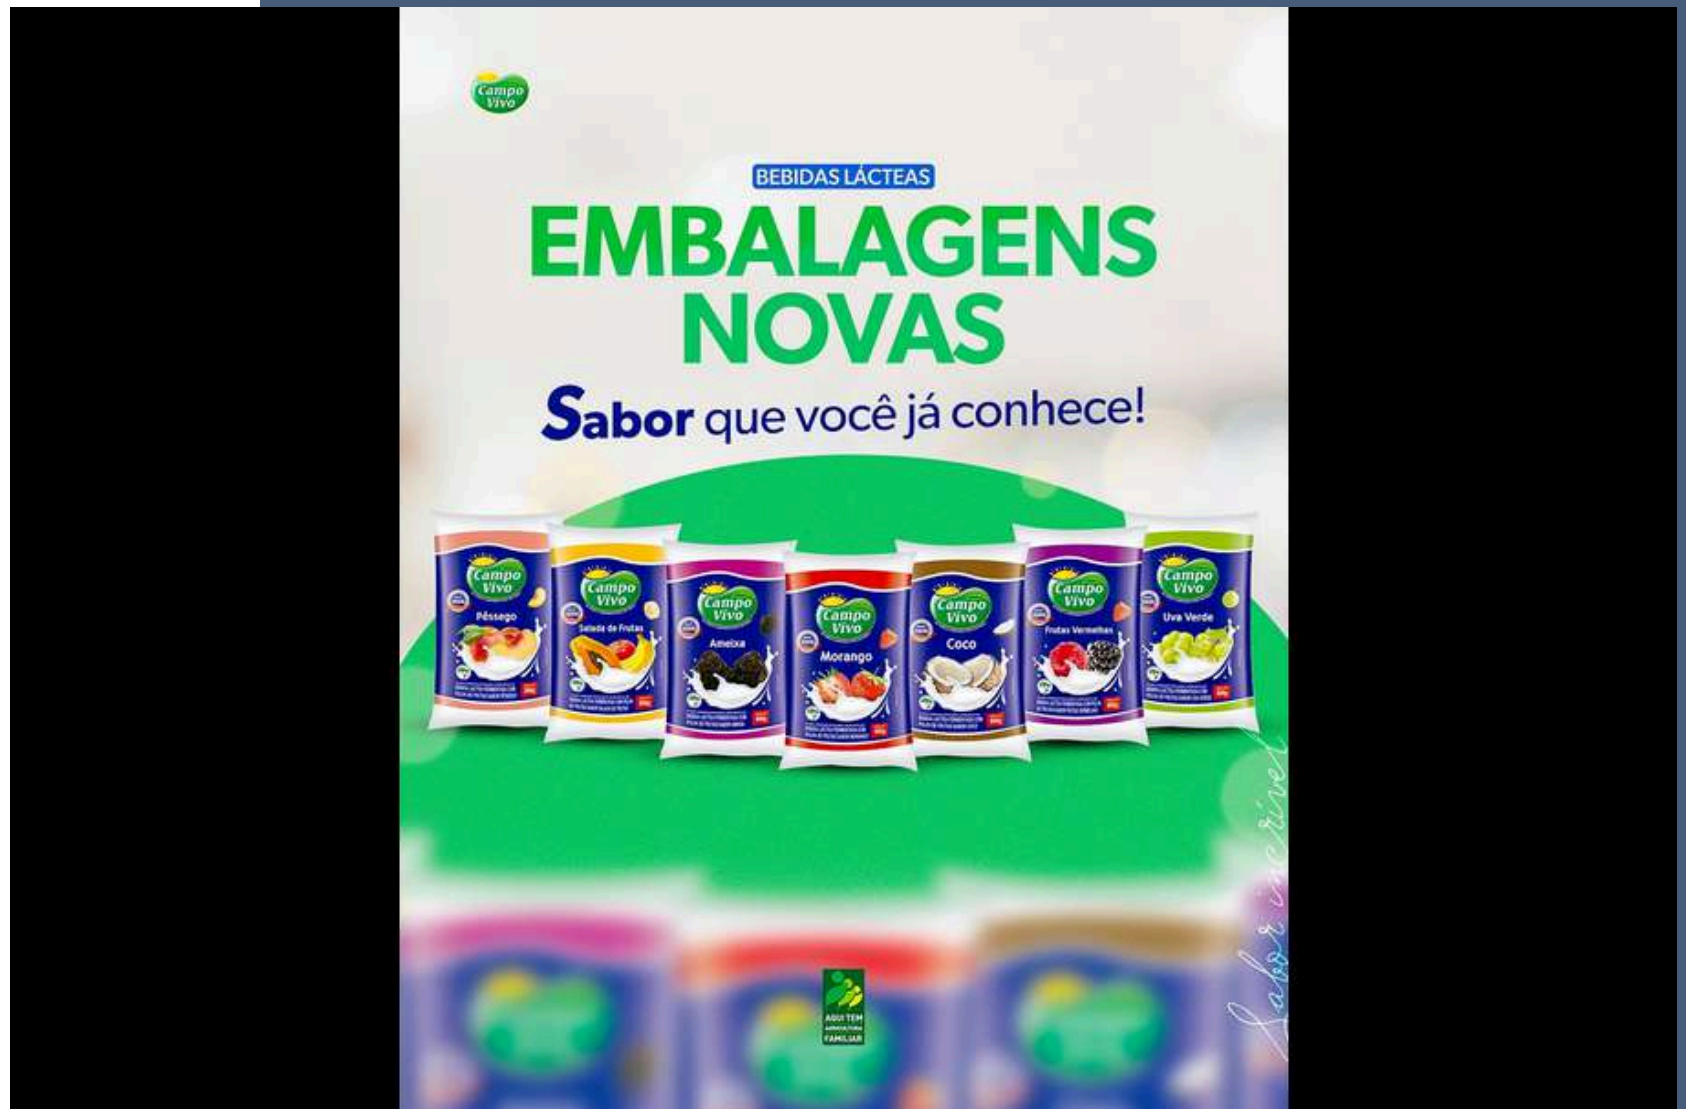 Campo
Vivo
BEBIDAS LÁCTEAS
EMBALAGENS
NOVAS
Sabor que você já conhece!
Campo
Vivo
Pêssego
Campo
Vivo
Salada de Frutas
Campo
Vivo
Ameixa
Campo
Vivo
Morango
Campo
Vivo
Coco
Campo
Vivo
Frutas Vermelhas
Campo
Vivo
Uva Verde
Sabor incrível
AQUI TEM
AGRICULTURA
FAMILIAR